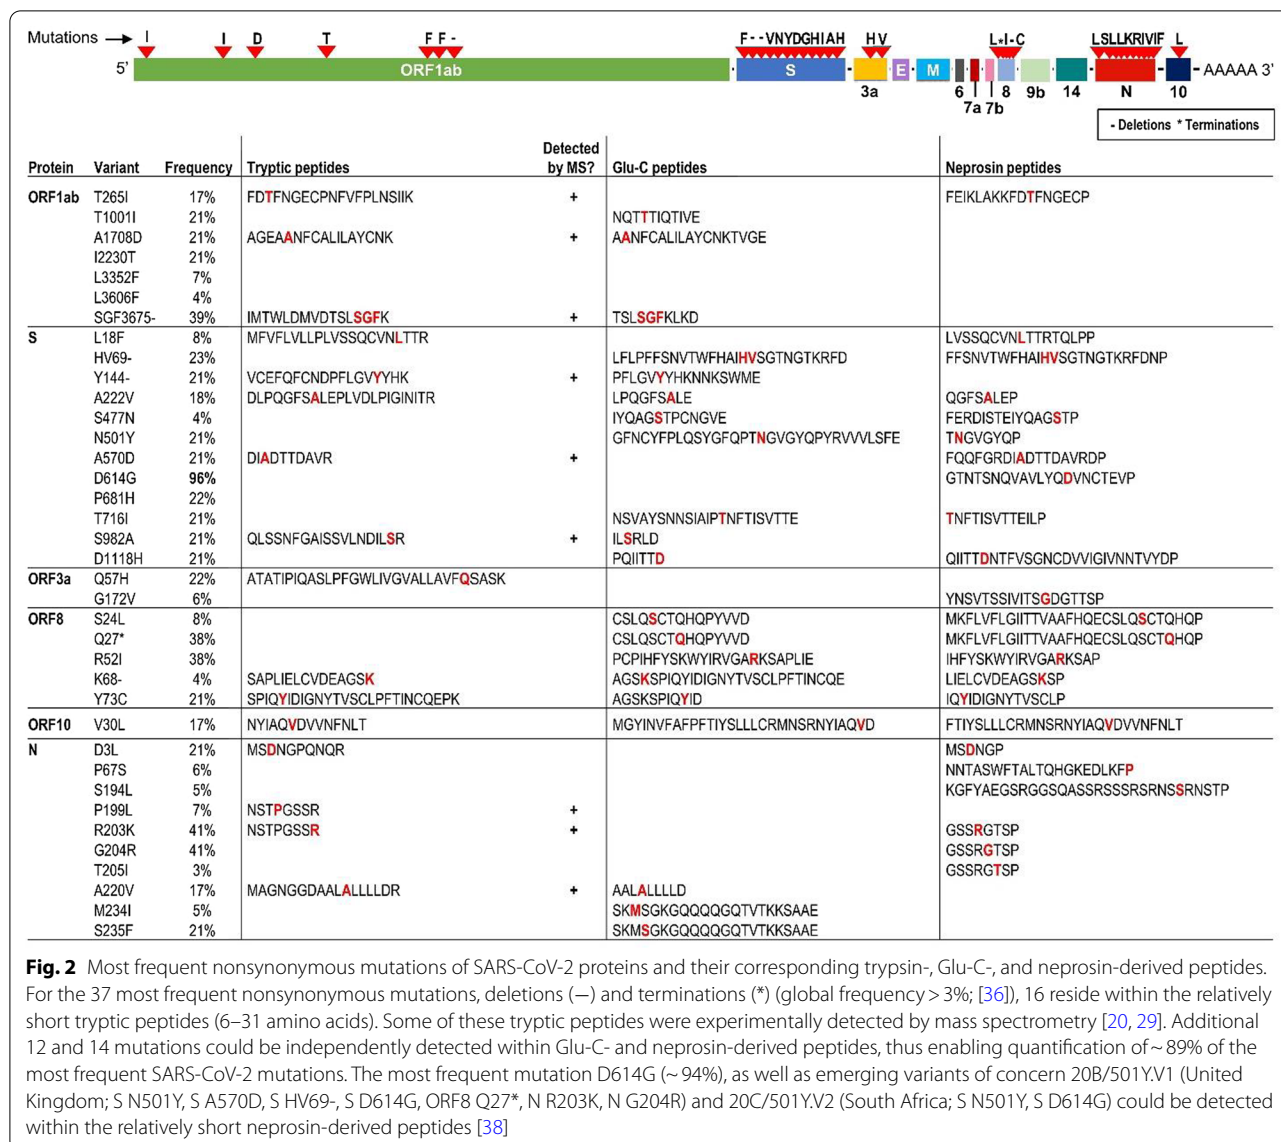 Mutations → I I D T F F - F--VNYDGHIAH HV L*I-C LSLLKRIVIF L
5' ORF1ab S E M AAAAA 3'
3a 6 7a 7b 8 9b 14 N 10
- Deletions * Terminations
Protein Variant Frequency Tryptic peptides Detected by MS? Glu-C peptides Neprosin peptides
ORF1ab T265I 17% FDTFNGECPNFVFPLNSIIK + FEIKLAKKFDTFNGECP
T1001I 21% NQTTTIQTIVE
A1708D 21% AGEAANFCALILAYCNK + AANFCALILAYCNKTVGE
I2230T 21%
L3352F 7%
L3606F 4%
SGF3675- 39% IMTWLDMVDTSLSGFK + TSLSGFKLKD
S L18F 8% MFVFLVLLPLVSSQCVNLTTR LVSSQCVNLTTRTQLPP
HV69- 23% LFLPFFSNVTWFHAIHVSGTNGTKRFD FFSNVTWFHAIHVSGTNGTKRFDNP
Y144- 21% VCEFQFCNDPFLGVYYHK + PFLGVYYHKNNKSWME
A222V 18% DLPQGFSALEPLVDLPIGINITR LPQGFSALE QGFSALEP
S477N 4% IYQAGSTPCNGVE FERDISTEIYQAGSTP
N501Y 21% GFNCYFPLQSYGFQPTNGVGYQPYRVVVLSFE TNGVGYQP
A570D 21% DIADTTDAVR + FQQFGRDIADTTDAVRDP
D614G 96% GTNTSNQVAVLYQDVNCTEVP
P681H 22%
T716I 21% NSVAYSNNSIAIPTNFTISVTTE TNFTISVTTEILP
S982A 21% QLSSNFGAISSVLNDILSR + ILSRLD
D1118H 21% PQIITTD QIITTDNTFVSGNCDVVIGIVNNTVYDP
ORF3a Q57H 22% ATATIPIQASLPFGWLIVGVALLAVFQSASK
G172V 6% YNSVTSSIVITSGDGTTSP
ORF8 S24L 8% CSLQSCTQHQPYVVD MKFLVFLGIITTVAAFHQECSLQSCTQHQP
Q27* 38% CSLQSCTQHQPYVVD MKFLVFLGIITTVAAFHQECSLQSCTQHQP
R52I 38% PCPIHFYSKWYIRVGARKSAPLIE IHFYSKWYIRVGARKSAP
K68- 4% SAPLIELCVDEAGSK AGSKSPIQYIDIGNYTVSCLPFTINCQE LIELCVDEAGSKSP
Y73C 21% SPIQYIDIGNYTVSCLPFTINCQEPK AGSKSPIQYID IQYIDIGNYTVSCLP
ORF10 V30L 17% NYIAQVDVVNFNLT MGYINVFAFPFTIYSLLLCRMNSRNYIAQVD FTIYSLLLCRMNSRNYIAQVDVVNFNLT
N D3L 21% MSDNGPQNQR MSDNGP
P67S 6% NNTASWFTALTQHGKEDLKFP
S194L 5% KGFYAEGSRGGSQASSRSSSRSRNSSRNSTP
P199L 7% NSTPGSSR +
R203K 41% NSTPGSSR + GSSRGTSP
G204R 41% GSSRGTSP
T205I 3% GSSRGTSP
A220V 17% MAGNGGDAALALLLLDR + AALALLLLD
M234I 5% SKMSGKGQQQQGQTVTKKSAAE
S235F 21% SKMSGKGQQQQGQTVTKKSAAE
Fig. 2 Most frequent nonsynonymous mutations of SARS-CoV-2 proteins and their corresponding trypsin-, Glu-C-, and neprosin-derived peptides.
For the 37 most frequent nonsynonymous mutations, deletions (—) and terminations (*) (global frequency > 3%; [36]), 16 reside within the relatively
short tryptic peptides (6–31 amino acids). Some of these tryptic peptides were experimentally detected by mass spectrometry [20, 29]. Additional
12 and 14 mutations could be independently detected within Glu-C- and neprosin-derived peptides, thus enabling quantification of ~ 89% of the
most frequent SARS-CoV-2 mutations. The most frequent mutation D614G (~ 94%), as well as emerging variants of concern 20B/501Y.V1 (United
Kingdom; S N501Y, S A570D, S HV69-, S D614G, ORF8 Q27*, N R203K, N G204R) and 20C/501Y.V2 (South Africa; S N501Y, S D614G) could be detected
within the relatively short neprosin-derived peptides [38]